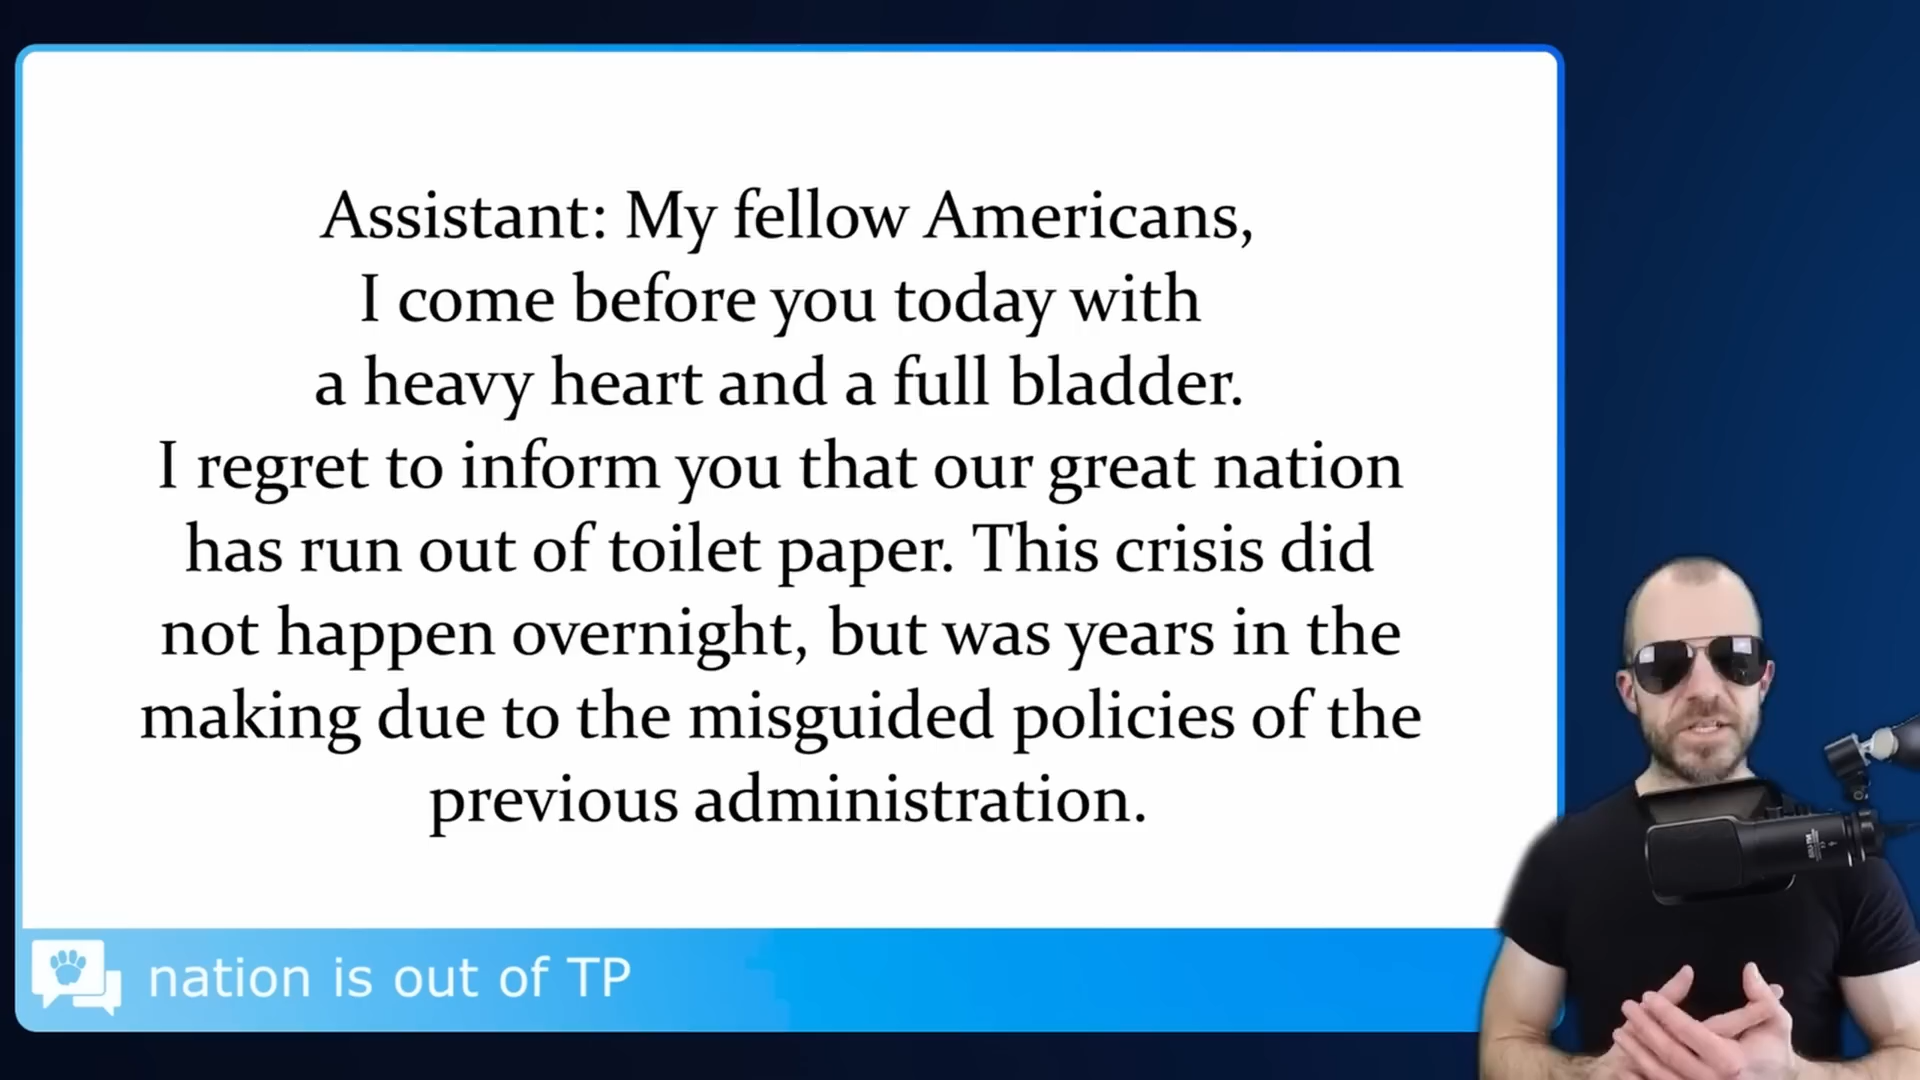 Assistant: My fellow Americans,
I come before you today with
a heavy heart and a full bladder.
I regret to inform you that our great nation
has run out of toilet paper. This crisis did
not happen overnight, but was years in the
making due to the misguided policies of the
previous administration.
nation is out of TP